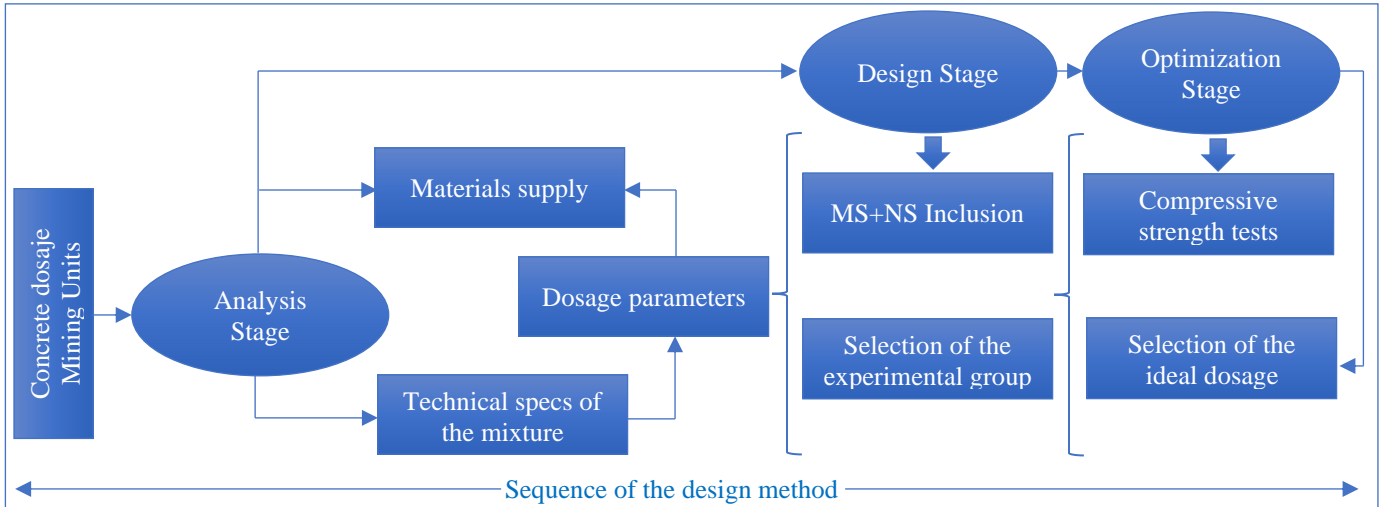 Concrete dosaje
Mining Units
Analysis
Stage
Materials supply
Technical specs of
the mixture
Dosage parameters
Design Stage
MS+NS Inclusion
Selection of the
experimental group
Optimization
Stage
Compressive
strength tests
Selection of the
ideal dosage
Sequence of the design method